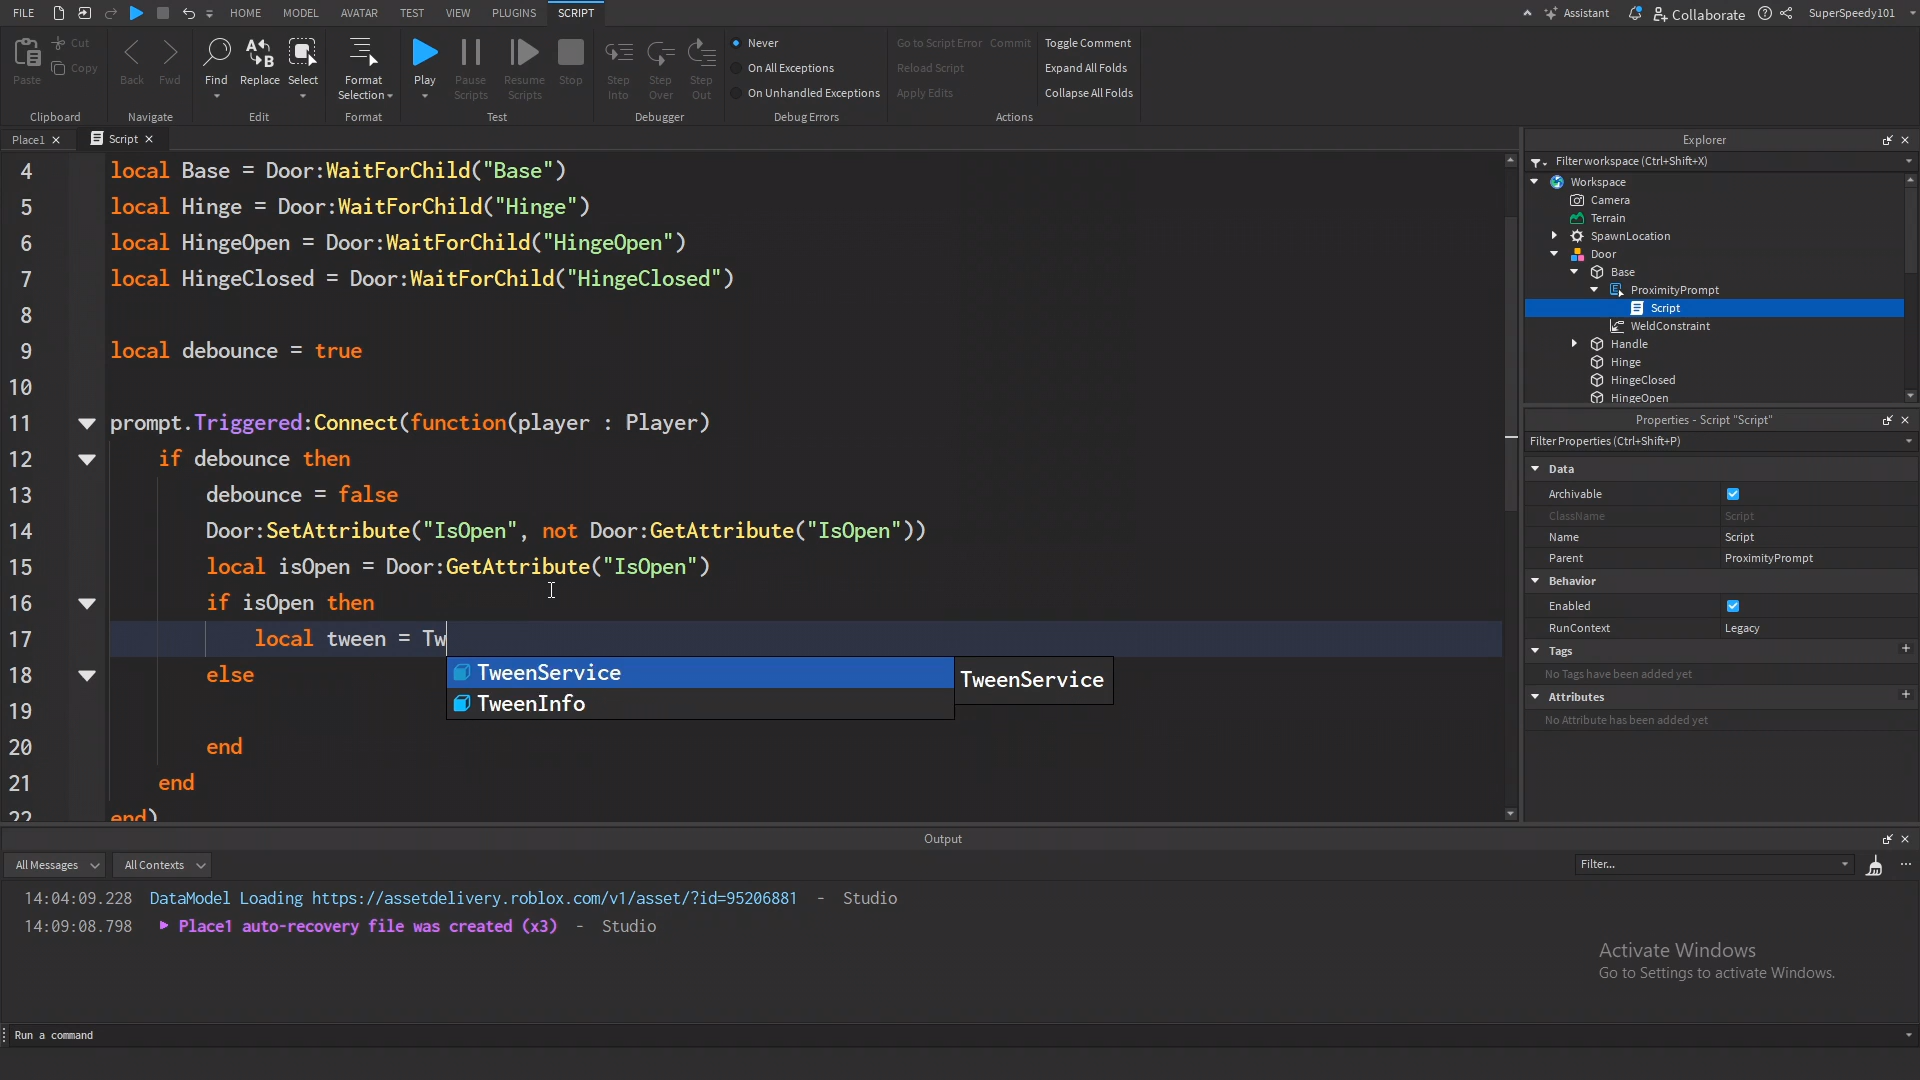 FILE HOME MODEL AVATAR TEST VIEW PLUGINS SCRIPT Assistant Collaborate SuperSpeedy101
Paste Cut Copy
Clipboard
Back Fwd
Navigate
Find Replace Select
Edit
Format Selection
Format
Play Pause Scripts Resume Scripts Stop
Test
Step Into Step Over Step Out
Debugger
Never
On All Exceptions
On Unhandled Exceptions
Debug Errors
Go to Script Error Commit
Reload Script
Apply Edits
Toggle Comment
Expand All Folds
Collapse All Folds
Actions
Place1 Script
4 local Base = Door:WaitForChild("Base")
5 local Hinge = Door:WaitForChild("Hinge")
6 local HingeOpen = Door:WaitForChild("HingeOpen")
7 local HingeClosed = Door:WaitForChild("HingeClosed")
8
9 local debounce = true
10
11 prompt.Triggered:Connect(function(player : Player)
12 if debounce then
13 debounce = false
14 Door:SetAttribute("IsOpen", not Door:GetAttribute("IsOpen"))
15 local isOpen = Door:GetAttribute("IsOpen")
16 if isOpen then
17 local tween = Tw
18 else
19
20 end
21 end
22 end)
TweenService
TweenInfo
TweenService
Explorer
Filter workspace (Ctrl+Shift+X)
Workspace
Camera
Terrain
SpawnLocation
Door
Base
ProximityPrompt
Script
WeldConstraint
Handle
Hinge
HingeClosed
HingeOpen
Properties - Script "Script"
Filter Properties (Ctrl+Shift+P)
Data
Archivable
ClassName Script
Name Script
Parent ProximityPrompt
Behavior
Enabled
RunContext Legacy
Tags
No Tags have been added yet
Attributes
No Attribute has been added yet
Output
All Messages All Contexts Filter...
14:04:09.228 DataModel Loading https://assetdelivery.roblox.com/v1/asset/?id=95206881 - Studio
14:09:08.798 Place1 auto-recovery file was created (x3) - Studio
Activate Windows
Go to Settings to activate Windows.
Run a command